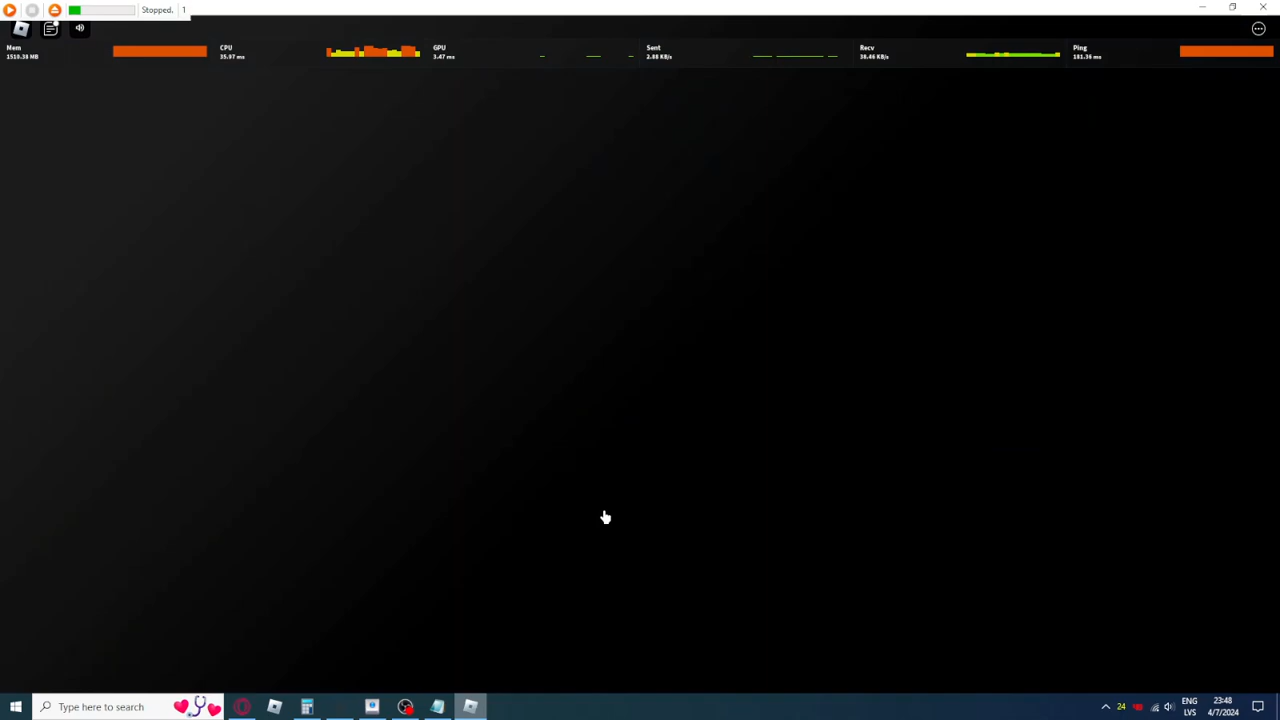 Stopped. 1
Mem
1510.38 MB
CPU
35.97 ms
GPU
3.47 ms
Sent
2.88 KB/s
Recv
38.46 KB/s
Ping
181.36 ms
Type here to search
24
ENG
LVS
23:48
4/7/2024